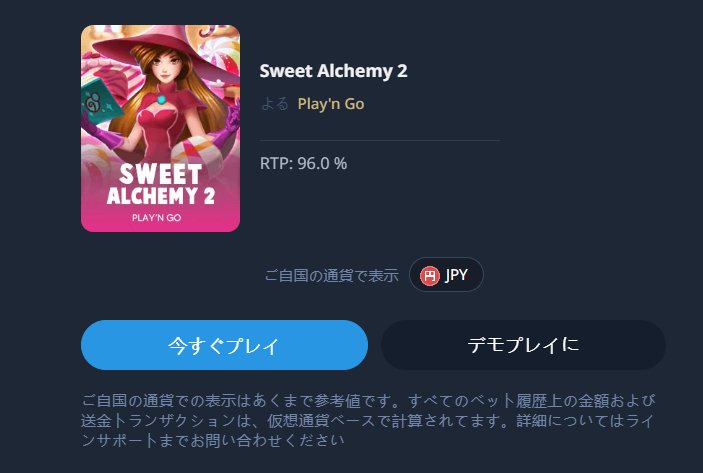 Sweet Alchemy 2
よる Play'n Go
RTP: 96.0 %
SWEET
ALCHEMY 2
PLAY'N GO
ご自国の通貨で表示 円 JPY
今すぐプレイ デモプレイに
ご自国の通貨での表示はあくまで参考値です。すべてのベット履歴上の金額および
送金トランザクションは、仮想通貨ベースで計算されてます。詳細についてはライ
ンサポートまでお問い合わせください